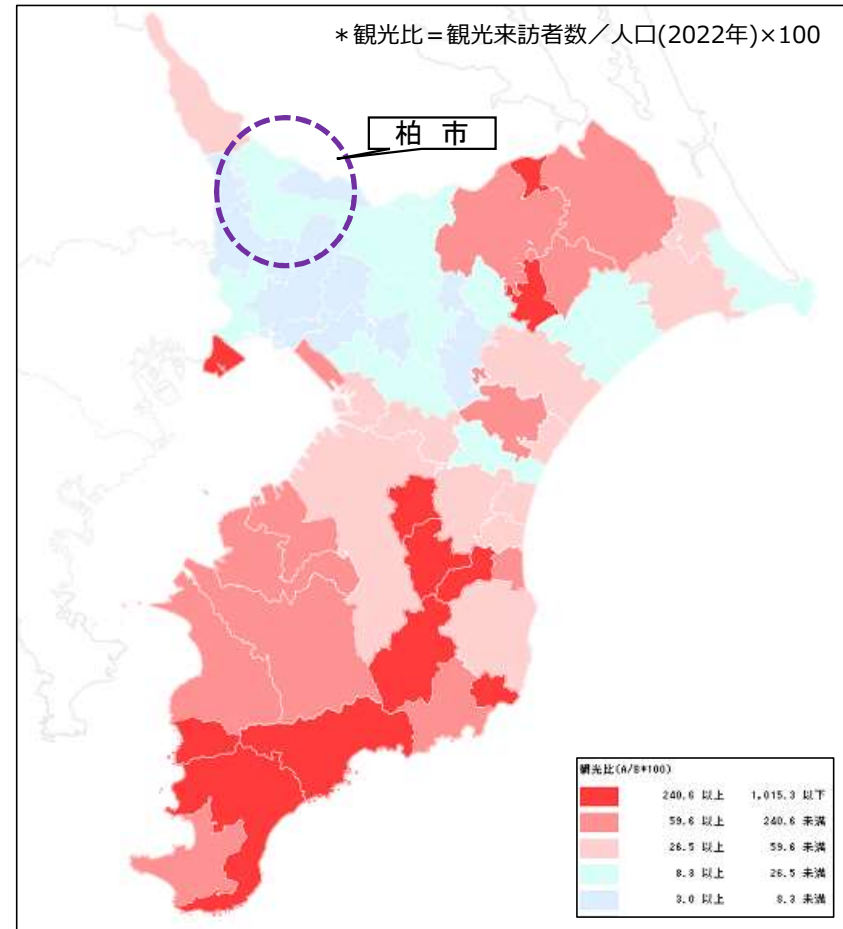 ＊観光比＝観光来訪者数／人口(2022年)×100
柏 市
観光比(A/B*100)
240.6 以上 1,015.3 以下
59.6 以上 240.6 未満
26.5 以上 59.6 未満
8.3 以上 26.5 未満
3.0 以上 8.3 未満